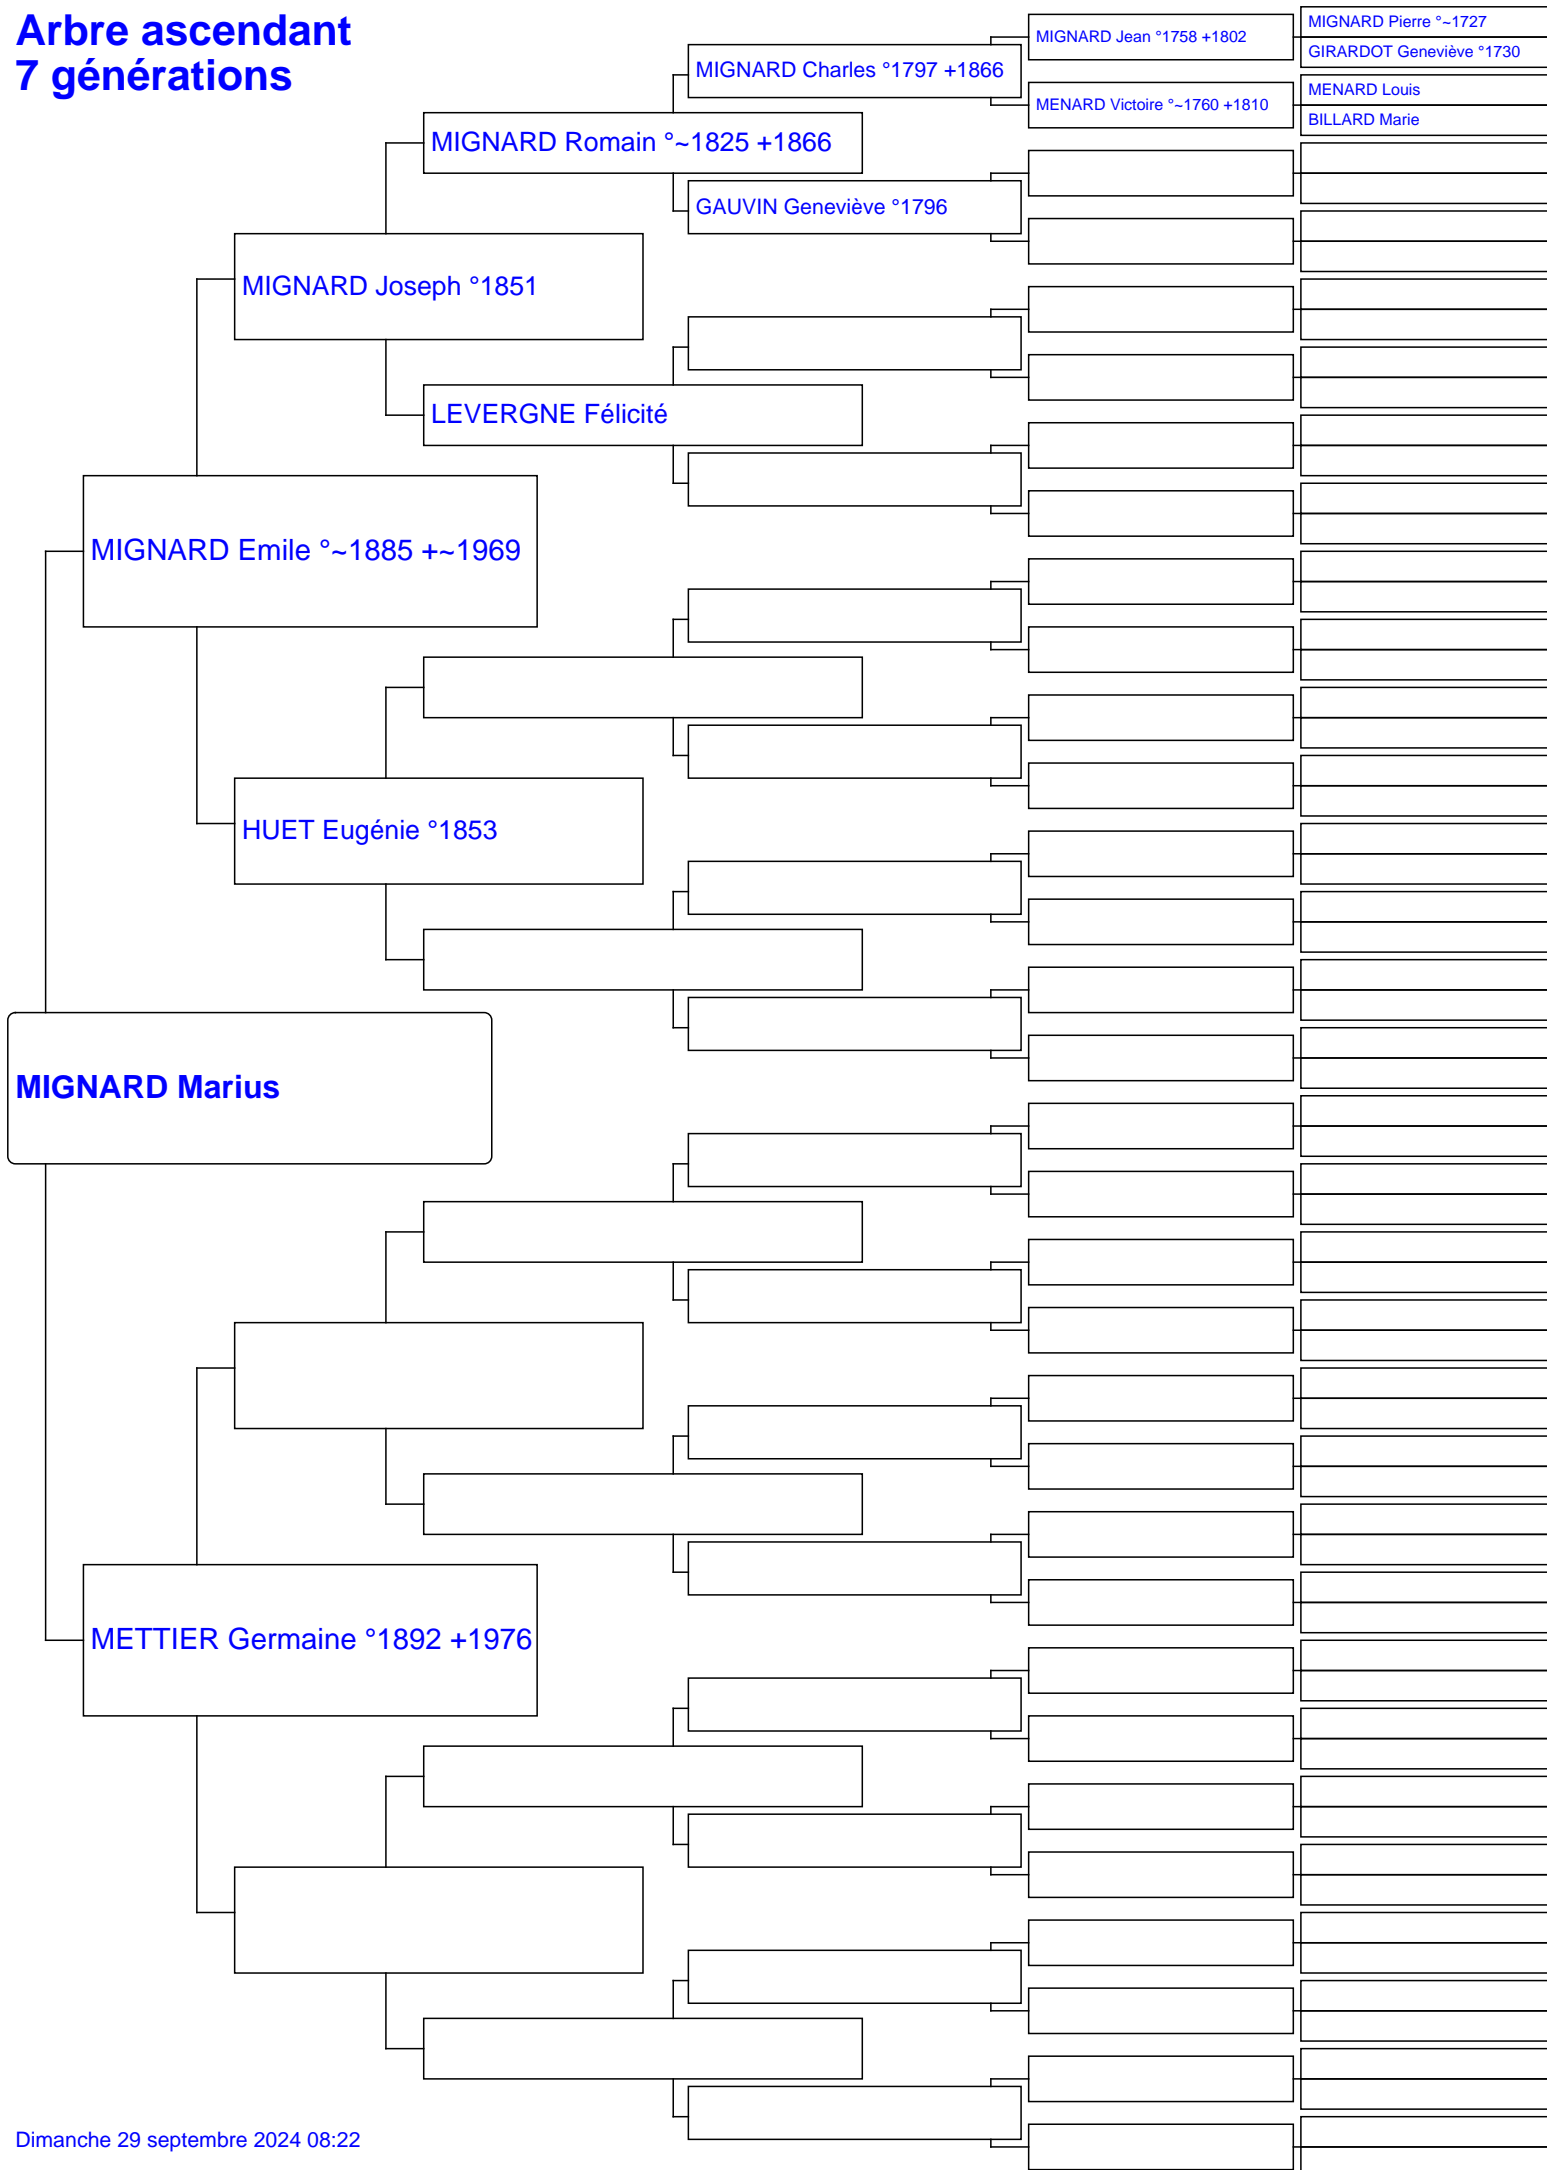 Arbre ascendant
7 générations
MIGNARD Pierre °~1727
MIGNARD Jean °1758 +1802
GIRARDOT Geneviève °1730
MIGNARD Charles °1797 +1866
MENARD Louis
MENARD Victoire °~1760 +1810
BILLARD Marie
MIGNARD Romain °~1825 +1866
GAUVIN Geneviève °1796
MIGNARD Joseph °1851
LEVERGNE Félicité
MIGNARD Emile °~1885 +~1969
HUET Eugénie °1853
MIGNARD Marius
METTIER Germaine °1892 +1976
Dimanche 29 septembre 2024 08:22